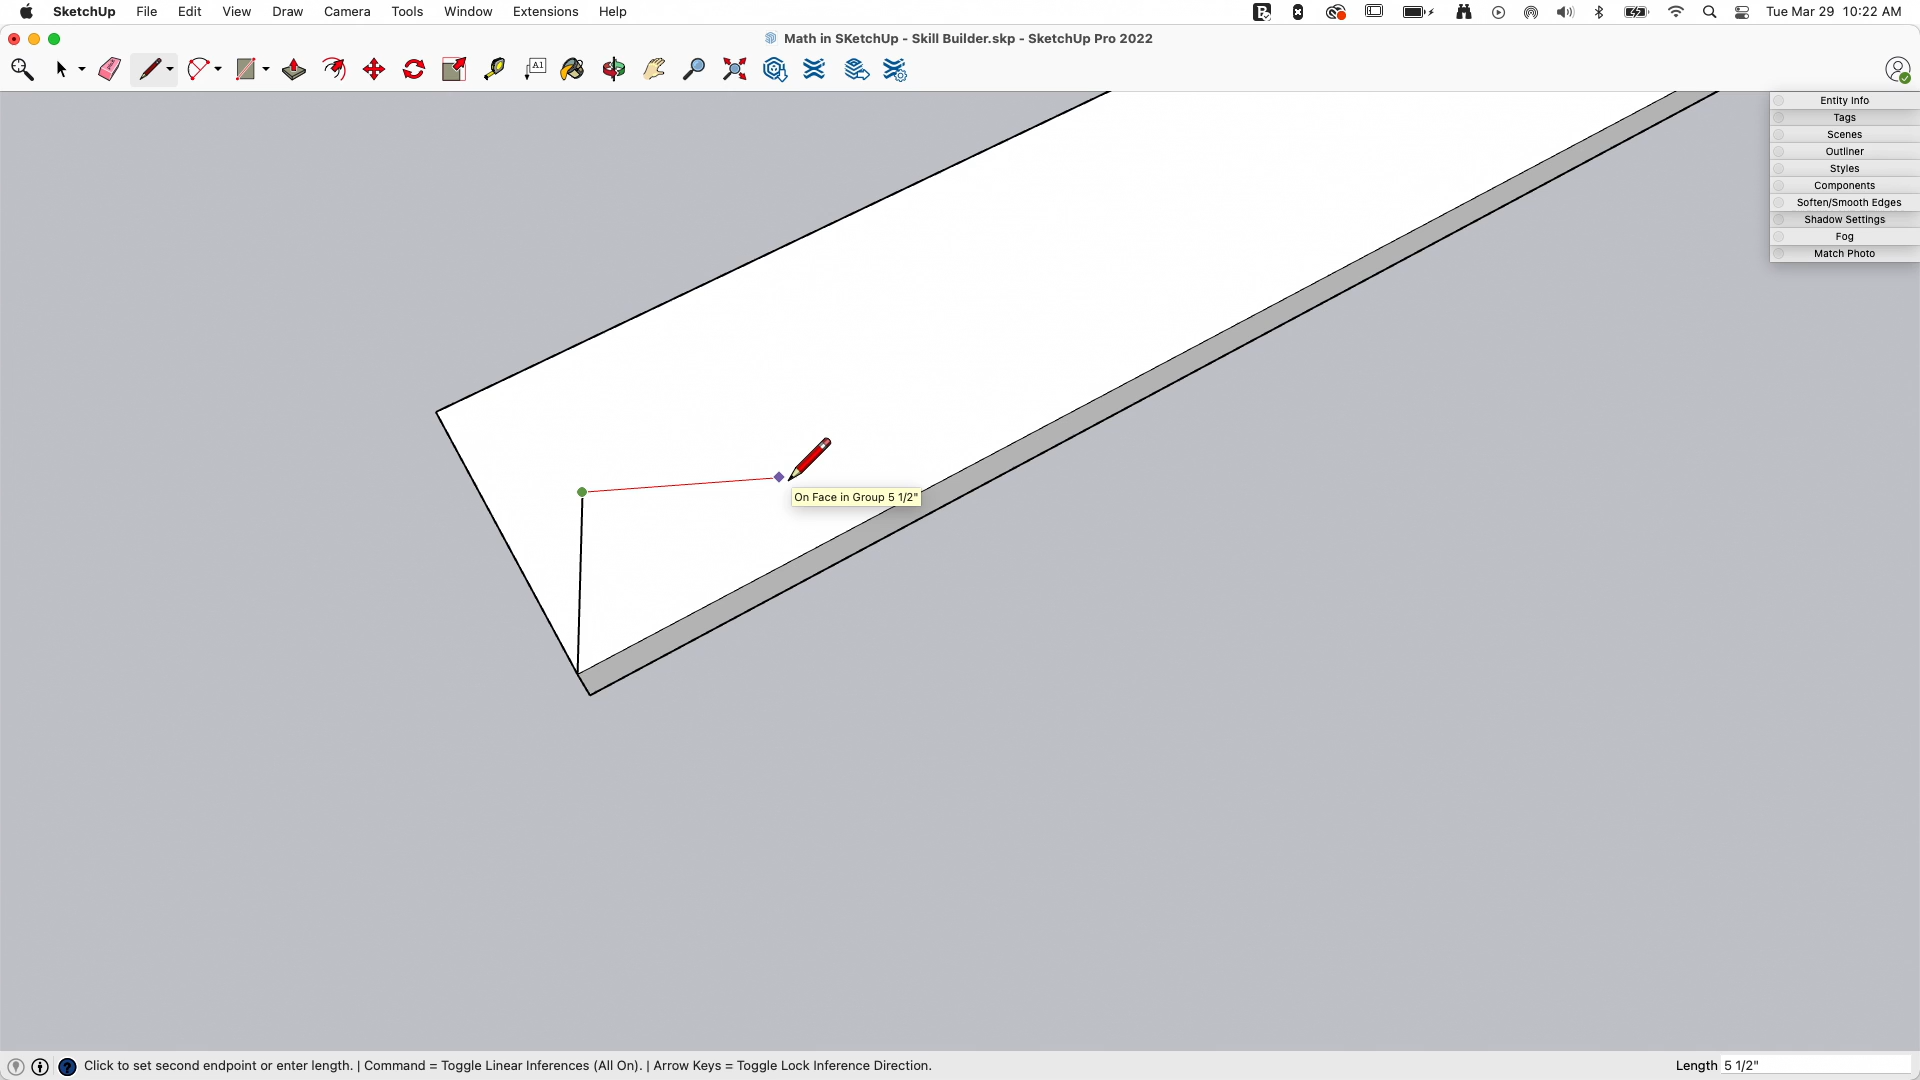 SketchUp File Edit View Draw Camera Tools Window Extensions Help Tue Mar 29 10:22 AM
Math in SKetchUp - Skill Builder.skp - SketchUp Pro 2022
A1
Entity Info
Tags
Scenes
Outliner
Styles
Components
Soften/Smooth Edges
Shadow Settings
Fog
Match Photo
On Face in Group 5 1/2"
Click to set second endpoint or enter length. | Command = Toggle Linear Inferences (All On). | Arrow Keys = Toggle Lock Inference Direction. Length 5 1/2"